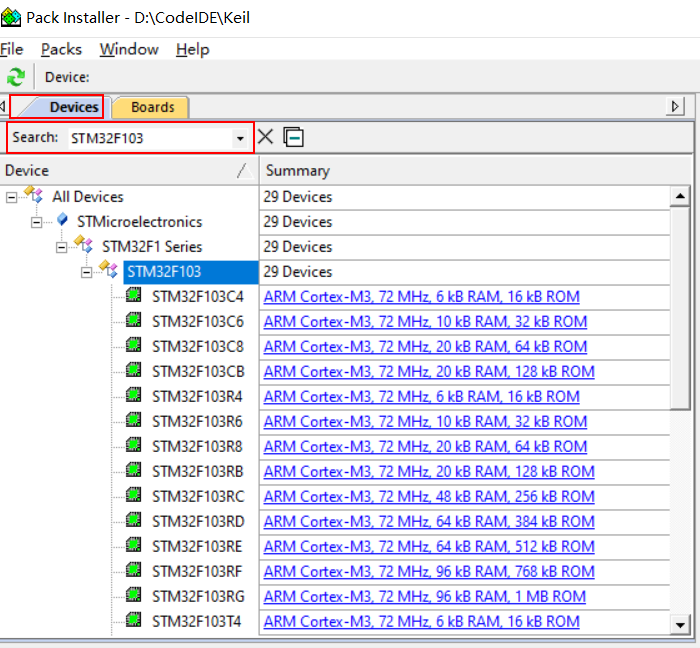 Pack Installer - D:\CodeIDE\Keil
File Packs Window Help
Device:
Devices Boards
Search: STM32F103
Device Summary
All Devices 29 Devices
STMicroelectronics 29 Devices
STM32F1 Series 29 Devices
STM32F103 29 Devices
STM32F103C4 ARM Cortex-M3, 72 MHz, 6 kB RAM, 16 kB ROM
STM32F103C6 ARM Cortex-M3, 72 MHz, 10 kB RAM, 32 kB ROM
STM32F103C8 ARM Cortex-M3, 72 MHz, 20 kB RAM, 64 kB ROM
STM32F103CB ARM Cortex-M3, 72 MHz, 20 kB RAM, 128 kB ROM
STM32F103R4 ARM Cortex-M3, 72 MHz, 6 kB RAM, 16 kB ROM
STM32F103R6 ARM Cortex-M3, 72 MHz, 10 kB RAM, 32 kB ROM
STM32F103R8 ARM Cortex-M3, 72 MHz, 20 kB RAM, 64 kB ROM
STM32F103RB ARM Cortex-M3, 72 MHz, 20 kB RAM, 128 kB ROM
STM32F103RC ARM Cortex-M3, 72 MHz, 48 kB RAM, 256 kB ROM
STM32F103RD ARM Cortex-M3, 72 MHz, 64 kB RAM, 384 kB ROM
STM32F103RE ARM Cortex-M3, 72 MHz, 64 kB RAM, 512 kB ROM
STM32F103RF ARM Cortex-M3, 72 MHz, 96 kB RAM, 768 kB ROM
STM32F103RG ARM Cortex-M3, 72 MHz, 96 kB RAM, 1 MB ROM
STM32F103T4 ARM Cortex-M3, 72 MHz, 6 kB RAM, 16 kB ROM